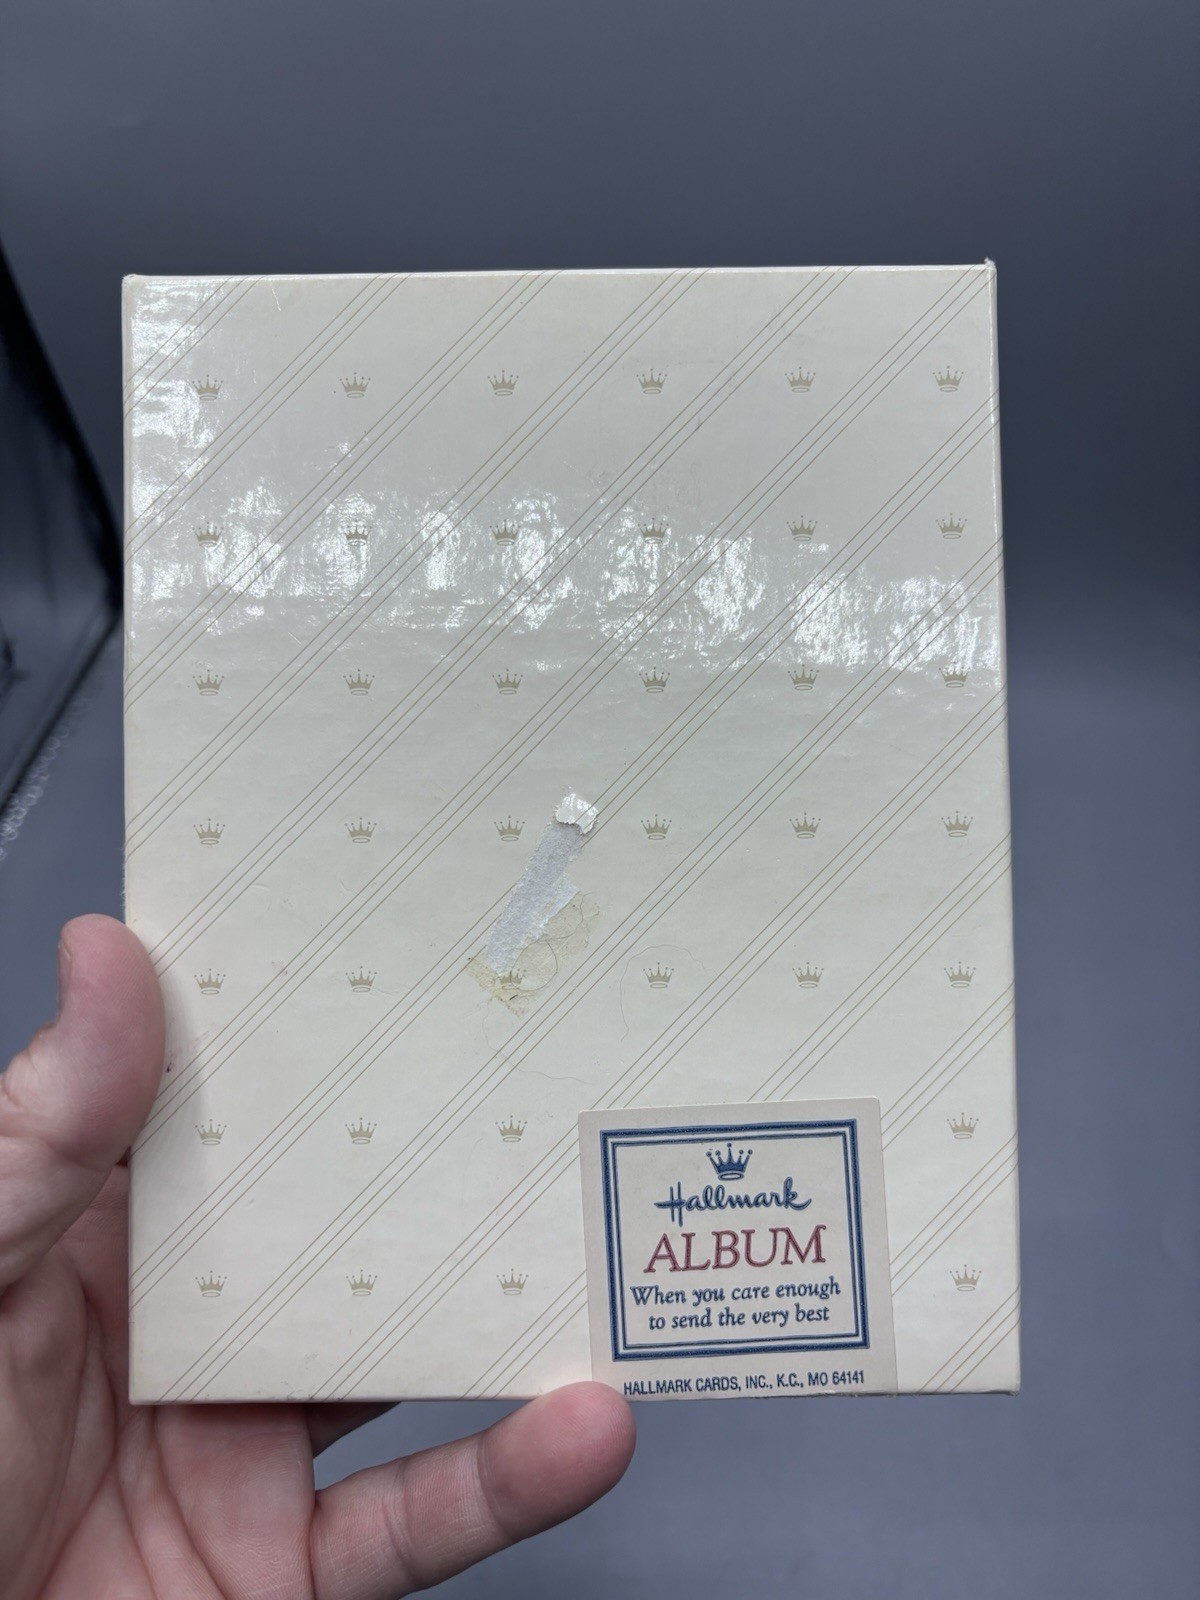 Hallmark
ALBUM
When you care enough
to send the very best
HALLMARK CARDS, INC., K.C., MO 64141